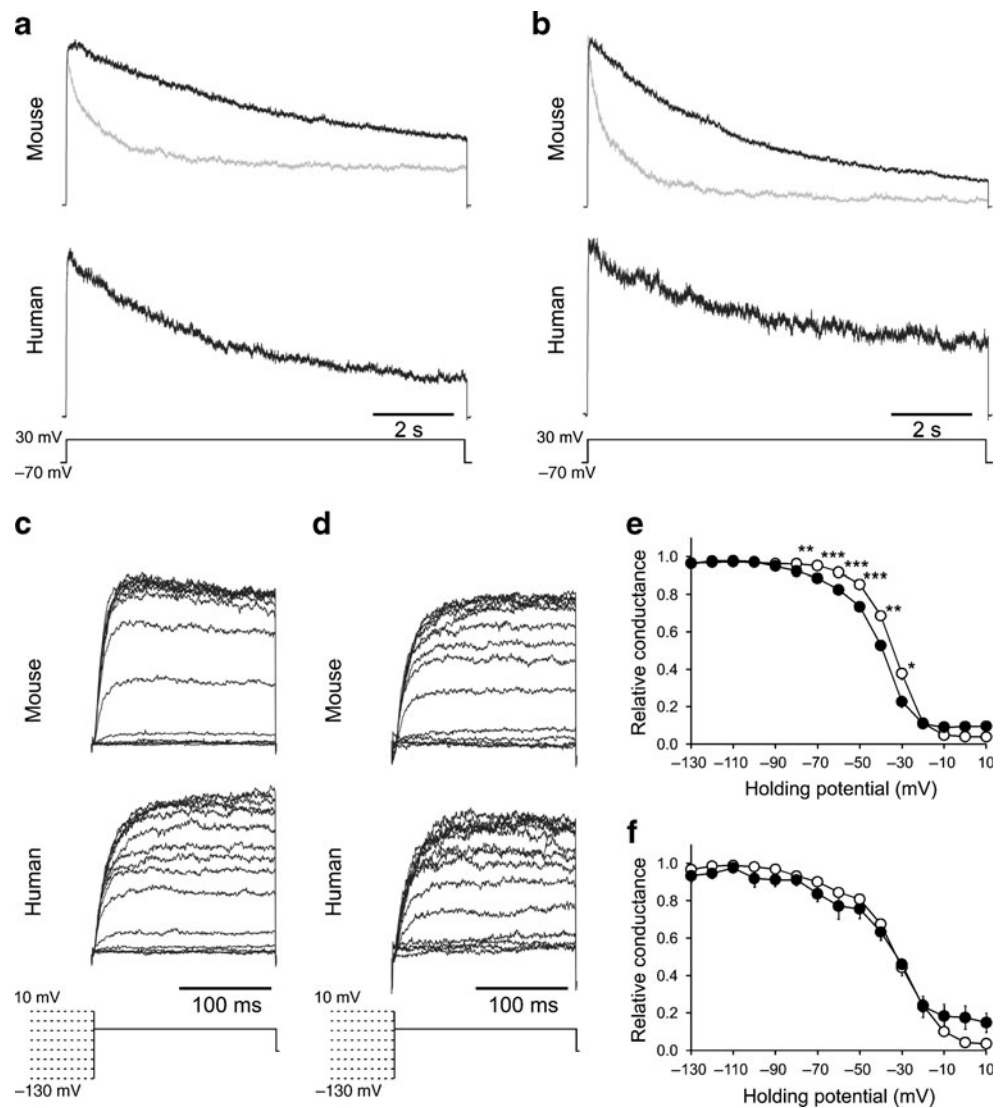 a
b
Mouse
Mouse
Human
Human
2 s
2 s
30 mV
30 mV
–70 mV
–70 mV
c
d
e
Mouse
Mouse
Relative conductance
1.0
0.8
0.6
0.4
0.2
0.0
** *** *** *** ** *
–130 –110 –90 –70 –50 –30 –10 10
Holding potential (mV)
f
Human
Human
Relative conductance
1.0
0.8
0.6
0.4
0.2
0.0
–130 –110 –90 –70 –50 –30 –10 10
Holding potential (mV)
100 ms
100 ms
10 mV
10 mV
–130 mV
–130 mV